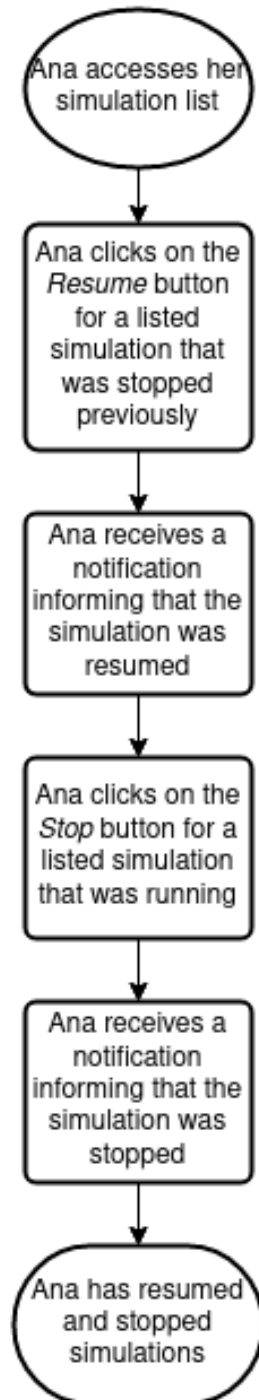 Ana accesses her
simulation list
Ana clicks on the
Resume button
for a listed
simulation that
was stopped
previously
Ana receives a
notification
informing that the
simulation was
resumed
Ana clicks on the
Stop button for a
listed simulation
that was running
Ana receives a
notification
informing that the
simulation was
stopped
Ana has resumed
and stopped
simulations